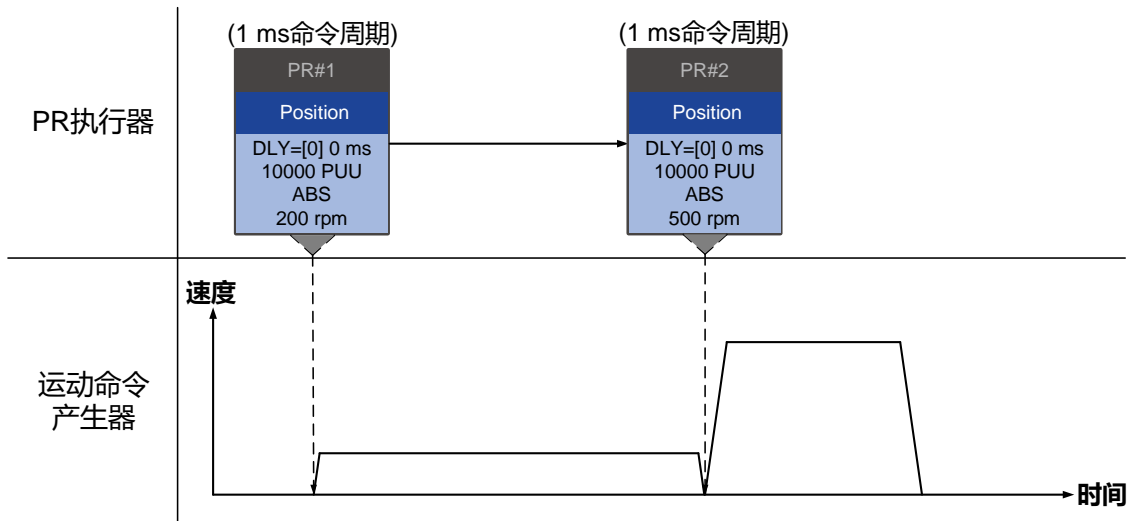 (1 ms命令周期)
(1 ms命令周期)
PR执行器
PR#1
Position
DLY=[0] 0 ms
10000 PUU
ABS
200 rpm
PR#2
Position
DLY=[0] 0 ms
10000 PUU
ABS
500 rpm
速度
运动命令
产生器
时间